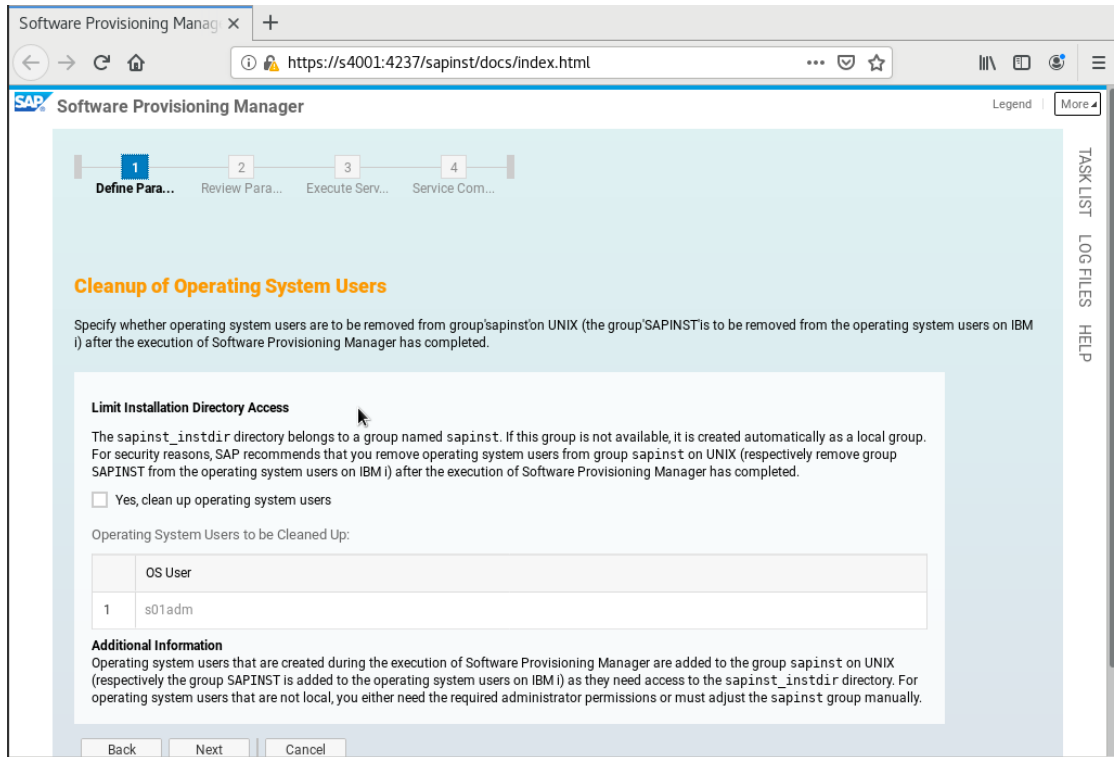 Software Provisioning Manag
https://s4001:4237/sapinst/docs/index.html
SAP Software Provisioning Manager
Legend
More
1
2
3
4
Define Para...
Review Para...
Execute Serv...
Service Com...
TASK LIST
LOG FILES
HELP
Cleanup of Operating System Users
Specify whether operating system users are to be removed from group'sapinst'on UNIX (the group'SAPINST'is to be removed from the operating system users on IBM
i) after the execution of Software Provisioning Manager has completed.
Limit Installation Directory Access
The sapinst_instdir directory belongs to a group named sapinst. If this group is not available, it is created automatically as a local group.
For security reasons, SAP recommends that you remove operating system users from group sapinst on UNIX (respectively remove group
SAPINST from the operating system users on IBM i) after the execution of Software Provisioning Manager has completed.
Yes, clean up operating system users
Operating System Users to be Cleaned Up:
OS User
1 s01adm
Additional Information
Operating system users that are created during the execution of Software Provisioning Manager are added to the group sapinst on UNIX
(respectively the group SAPINST is added to the operating system users on IBM i) as they need access to the sapinst_instdir directory. For
operating system users that are not local, you either need the required administrator permissions or must adjust the sapinst group manually.
Back
Next
Cancel